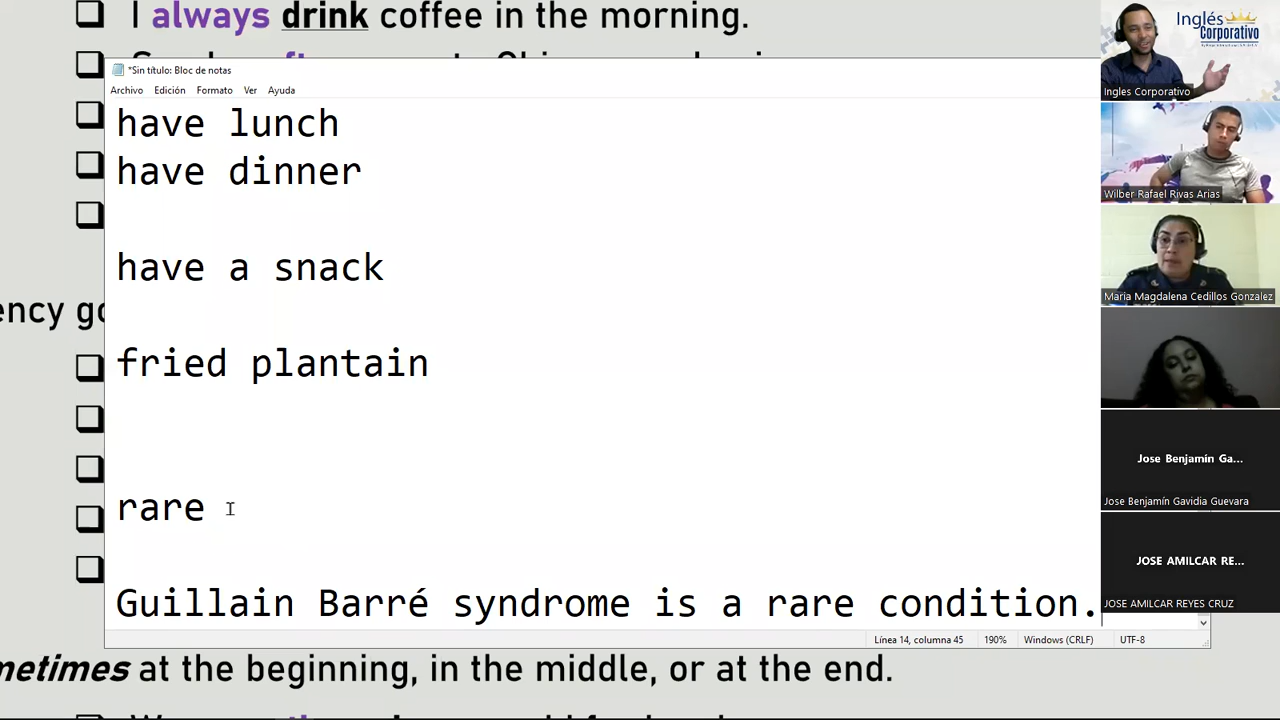 I always drink coffee in the morning.
*Sin título: Bloc de notas
Archivo Edición Formato Ver Ayuda
have lunch
have dinner
have a snack
fried plantain
rare
Guillain Barré syndrome is a rare condition.
Línea 14, columna 45 190% Windows (CRLF) UTF-8
at the beginning, in the middle, or at the end.
Inglés
Corporativo
Ingles Corporativo
Wilber Rafael Rivas Arias
Maria Magdalena Cedillos Gonzalez
Jose Benjamín Ga...
Jose Benjamín Gavidia Guevara
JOSE AMILCAR RE...
JOSE AMILCAR REYES CRUZ